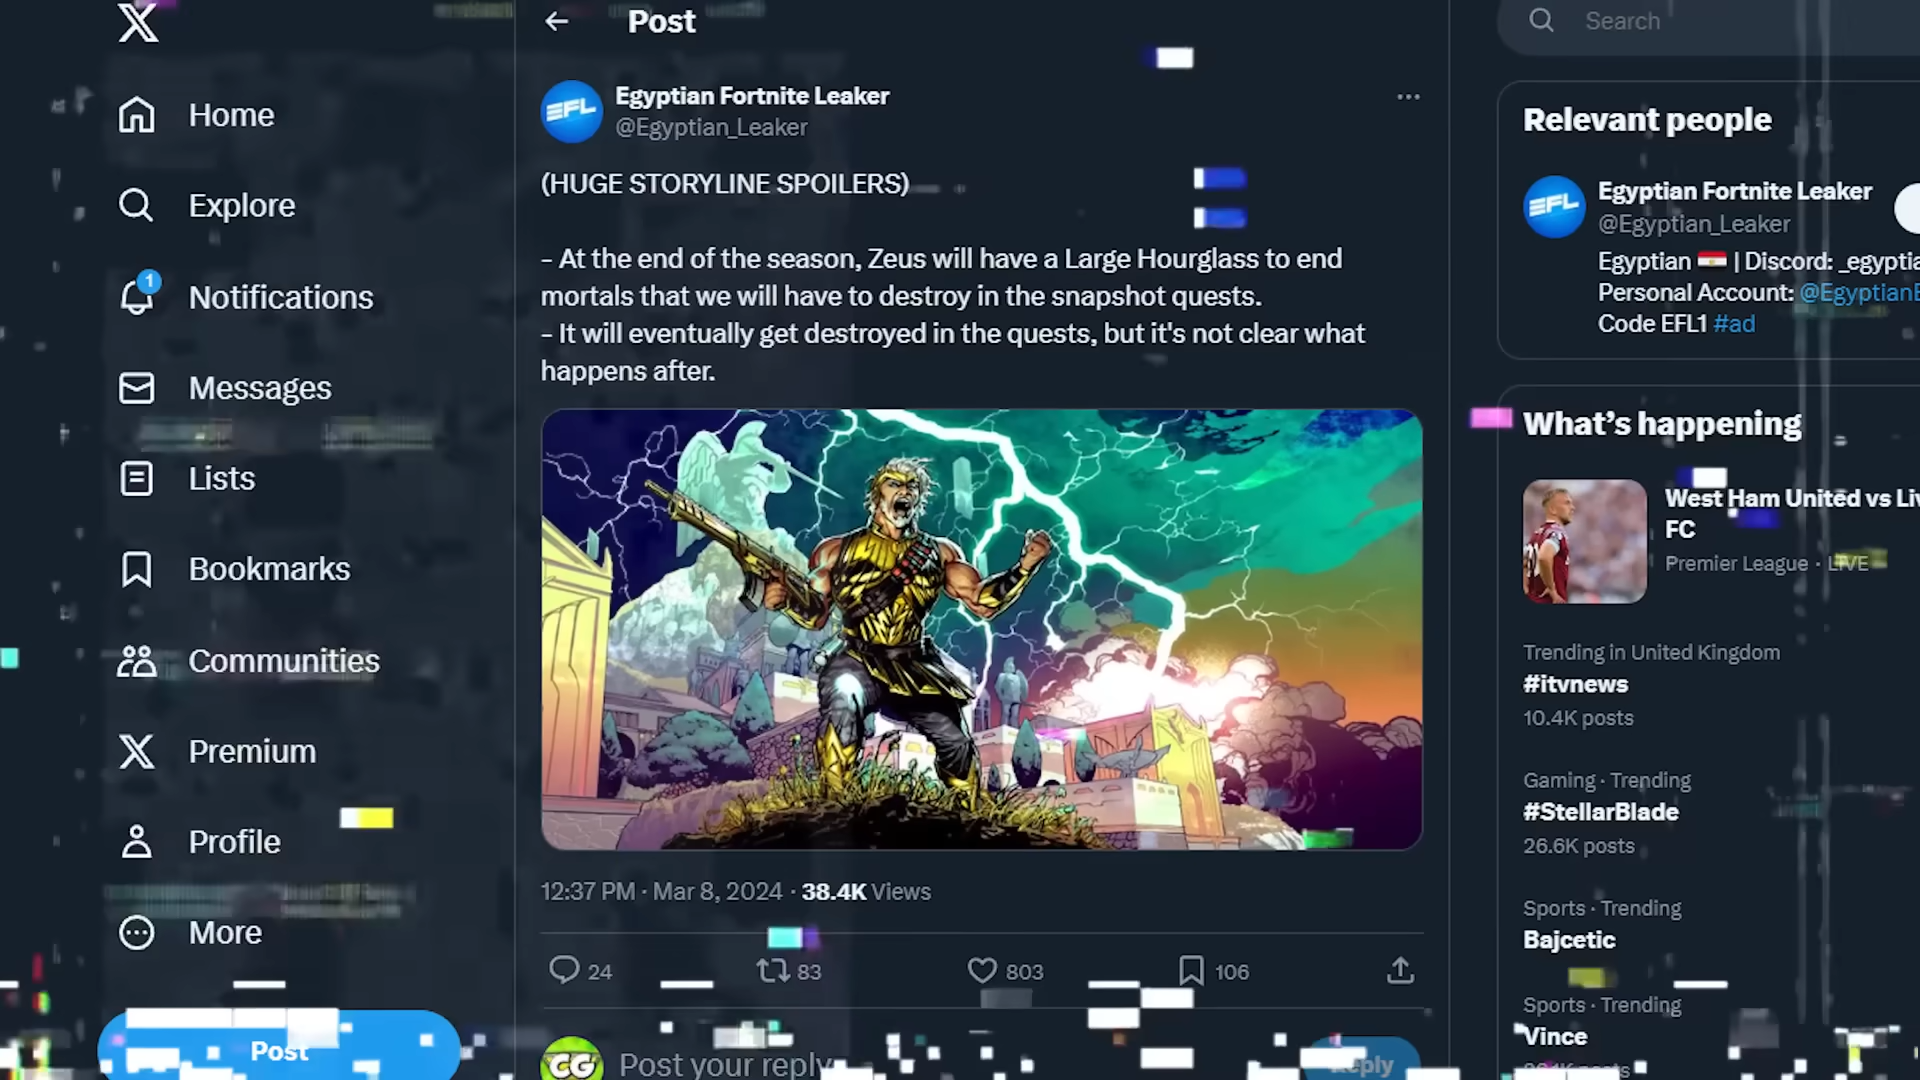 Home
Explore
1
Notifications
Messages
Lists
Bookmarks
Communities
Premium
Profile
More
Post
Post
EFL
Egyptian Fortnite Leaker
@Egyptian_Leaker
(HUGE STORYLINE SPOILERS)
- At the end of the season, Zeus will have a Large Hourglass to end
mortals that we will have to destroy in the snapshot quests.
- It will eventually get destroyed in the quests, but it's not clear what
happens after.
12:37 PM · Mar 8, 2024 · 38.4K Views
24 83 803 106
CG
Post your reply
Reply
Search
Relevant people
EFL
Egyptian Fortnite Leaker
@Egyptian_Leaker
Egyptian 🇪🇬 | Discord: _egyptia
Personal Account: @EgyptianE
Code EFL1 #ad
What's happening
West Ham United vs Liv
FC
Premier League · LIVE
Trending in United Kingdom
#itvnews
10.4K posts
Gaming · Trending
#StellarBlade
26.6K posts
Sports · Trending
Bajcetic
Sports · Trending
Vince
posts